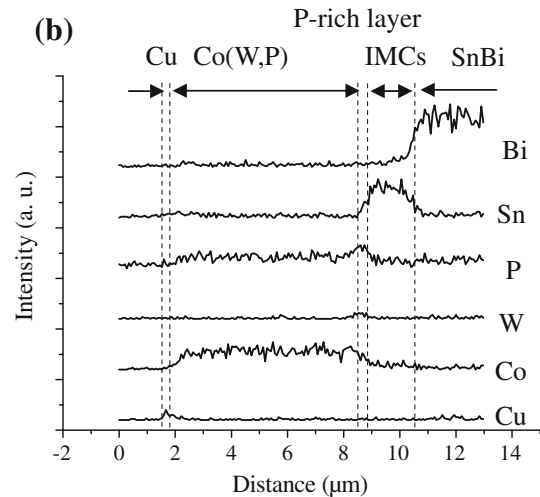 (b)
P-rich layer
Cu Co(W,P) IMCs SnBi
Bi
Sn
P
W
Co
Cu
Intensity (a. u.)
-2 0 2 4 6 8 10 12 14
Distance (μm)